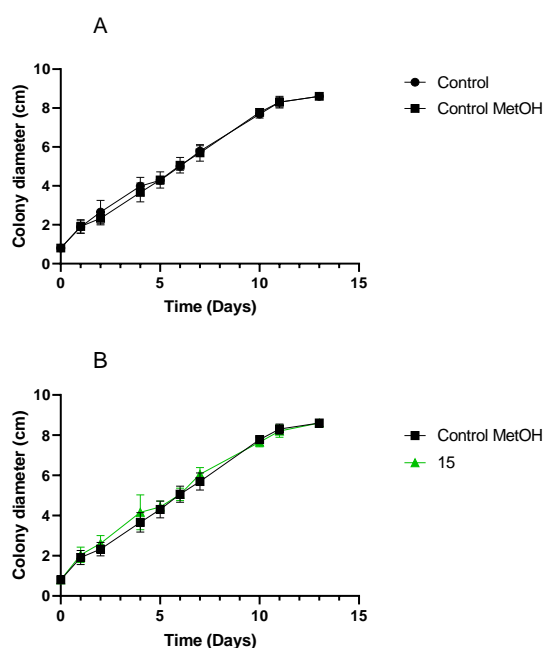 A
10
8
6
4
2
0
Colony diameter (cm)
0 5 10 15
Time (Days)
Control
Control MetOH
B
10
8
6
4
2
0
Colony diameter (cm)
0 5 10 15
Time (Days)
Control MetOH
15